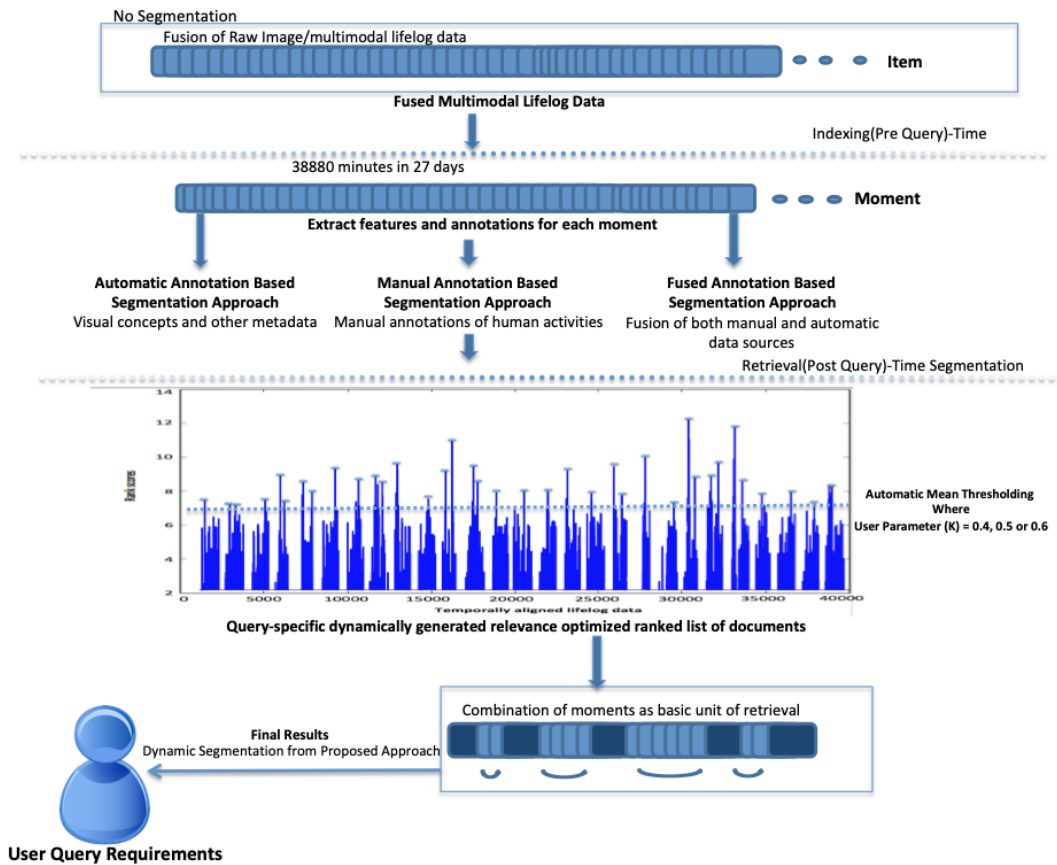 No Segmentation
Fusion of Raw Image/multimodal lifelog data
Item
Fused Multimodal Lifelog Data
Indexing(Pre Query)-Time
38880 minutes in 27 days
Moment
Extract features and annotations for each moment
Automatic Annotation Based
Segmentation Approach
Visual concepts and other metadata
Manual Annotation Based
Segmentation Approach
Manual annotations of human activities
Fused Annotation Based
Segmentation Approach
Fusion of both manual and automatic
data sources
Retrieval(Post Query)-Time Segmentation
14
12
10
8
6
4
2
Rank scores
0 5000 10000 15000 20000 25000 30000 35000 40000
Temporally aligned lifelog data
Automatic Mean Thresholding
Where
User Parameter (K) = 0.4, 0.5 or 0.6
Query-specific dynamically generated relevance optimized ranked list of documents
Combination of moments as basic unit of retrieval
Final Results
Dynamic Segmentation from Proposed Approach
User Query Requirements